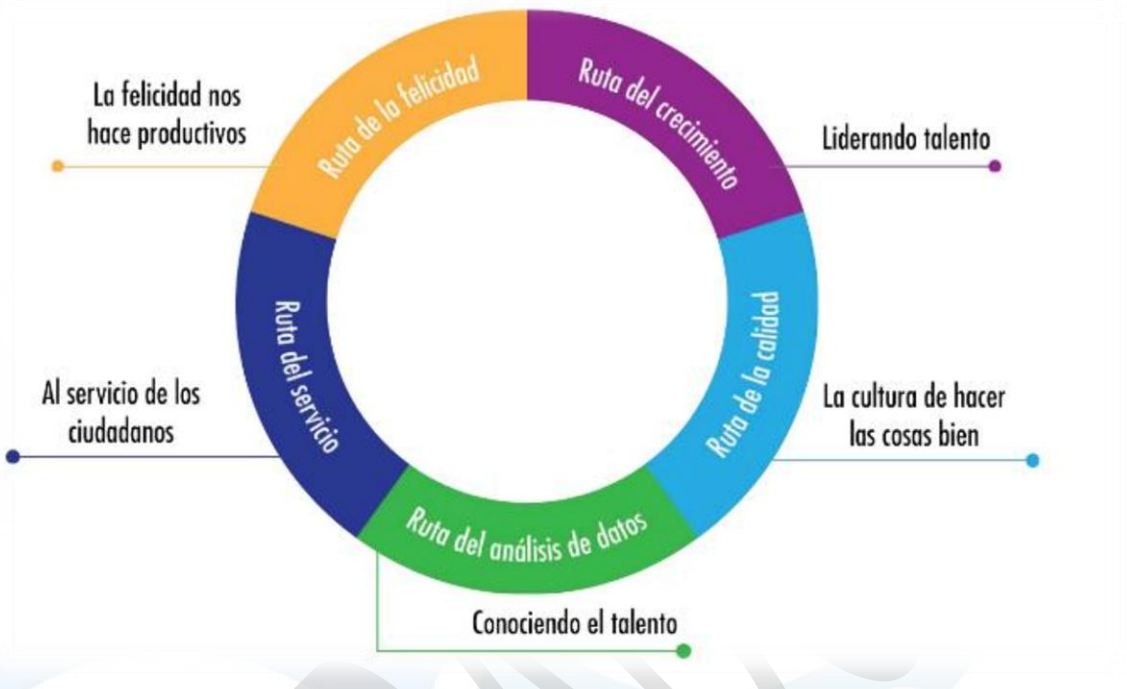 La felicidad nos
hace productivos
Ruta de la felicidad
Ruta del crecimiento
Liderando talento
Ruta del servicio
Ruta de la calidad
Al servicio de los
ciudadanos
La cultura de hacer
las cosas bien
Ruta del análisis de datos
Conociendo el talento